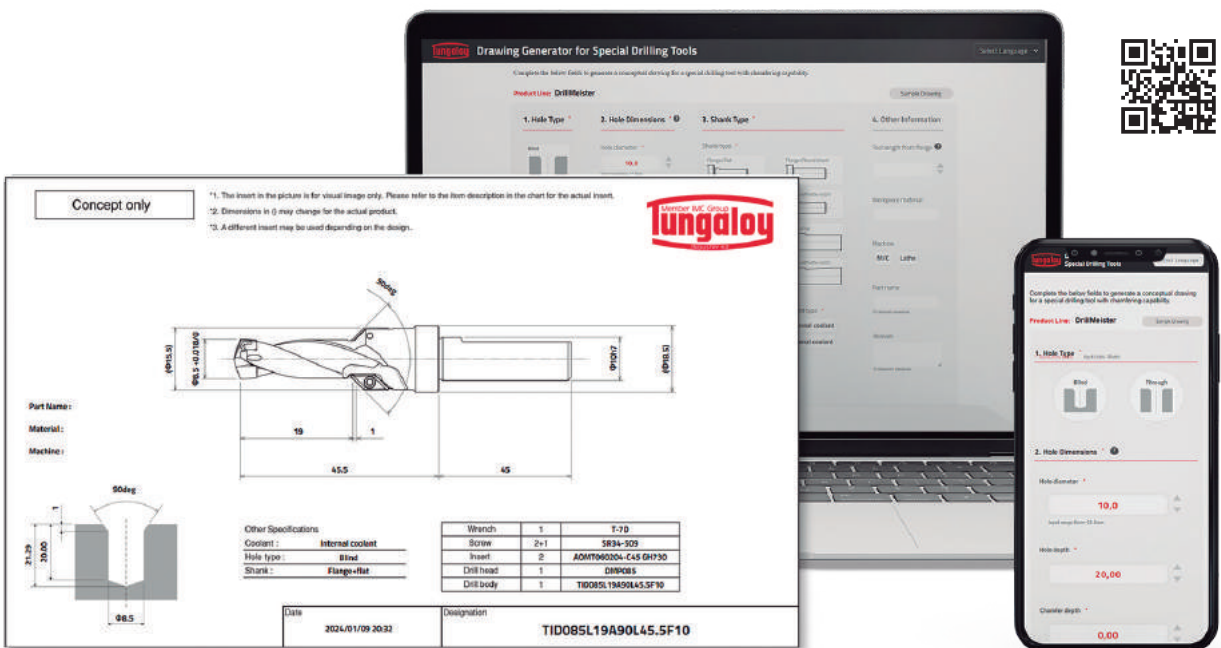 Tungaloy
Drawing Generator for Special Drilling Tools
Select Language
Complete the below fields to generate a conceptual drawing for a special drilling tool with chamfering capability.
Product Line: DrillMeister
Sample Drawing
1. Hole Type *
2. Hole Dimensions *
3. Shank Type *
4. Other Information
Blind
Hole diameter *
10,0
Shank type *
Tool length from flange
Machine
M/C Lathe
Part name
Concept only
*1. The insert in the picture is for visual image only. Please refer to the item description in the chart for the actual insert.
*2. Dimensions in () may change for the actual product.
*3. A different insert may be used depending on the design.
Member IMC Group
Tungaloy
90deg
(Φ15.5)
Φ8.5 +0.018/0
Φ10h7
19
1
45.5
45
Part Name :
Material :
Machine :
90deg
1
21.29
20.00
Φ8.5
Other Specifications
Coolant : Internal coolant
Hole type : Blind
Shank : Flange+flat
Wrench 1 T-7D
Screw 2+1 SR34-509
Insert 2 AOMT060204-C45 GH730
Drill head 1 DMP085
Drill body 1 TID085L19A90L45.5F10
Date
2024/01/09 20:32
Designation
TID085L19A90L45.5F10
Tungaloy
Special Drilling Tools
Complete the below fields to generate a conceptual drawing
for a special drilling tool with chamfering capability.
Product Line: DrillMeister
Sample Drawing
1. Hole Type *
Blind
Through
2. Hole Dimensions *
Hole diameter *
10,0
Hole depth *
20,00
Chamfer depth *
0,00